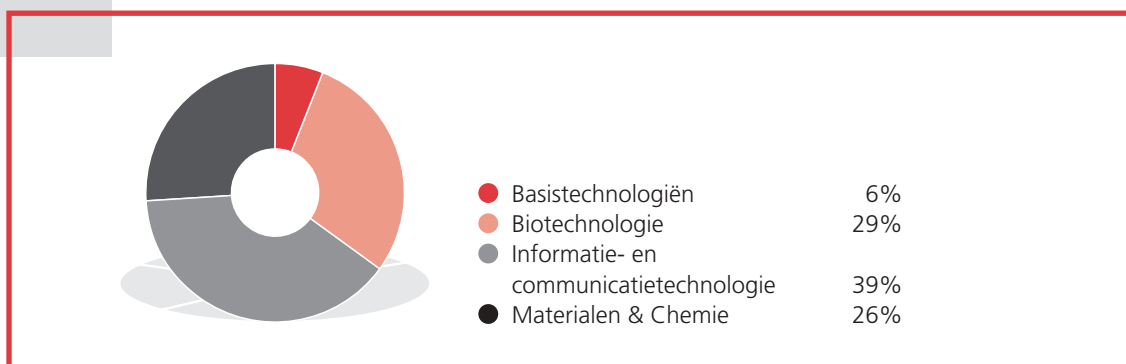 Basistechnologiën 6%
Biotechnologie 29%
Informatie- en
communicatietechnologie 39%
Materialen & Chemie 26%